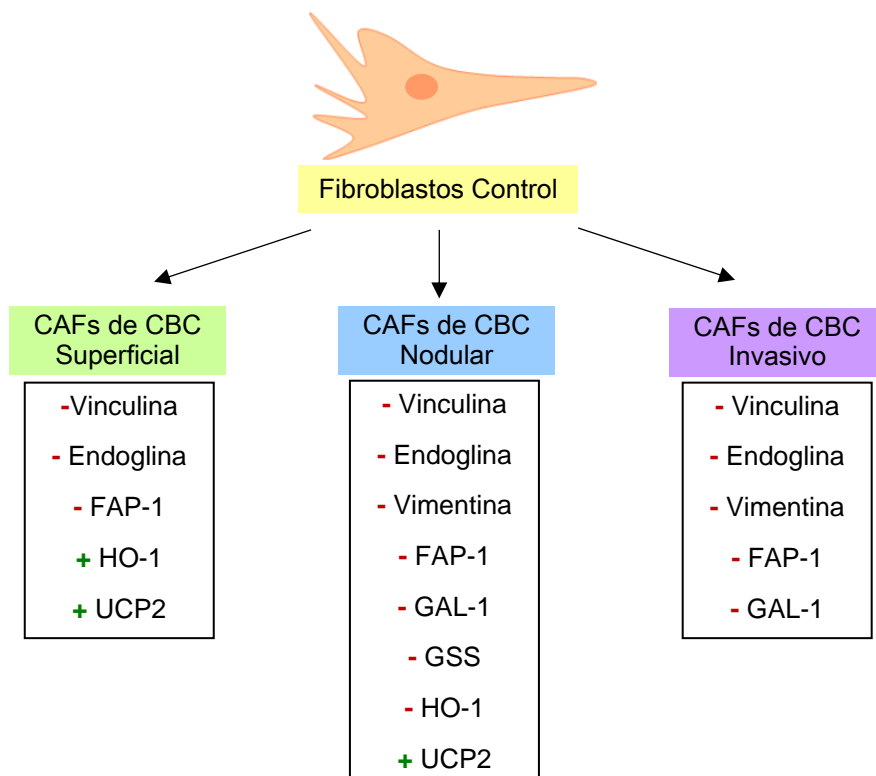 Fibroblastos Control
CAFs de CBC
Superficial
-Vinculina
- Endoglina
- FAP-1
+ HO-1
+ UCP2
CAFs de CBC
Nodular
- Vinculina
- Endoglina
- Vimentina
- FAP-1
- GAL-1
- GSS
- HO-1
+ UCP2
CAFs de CBC
Invasivo
- Vinculina
- Endoglina
- Vimentina
- FAP-1
- GAL-1